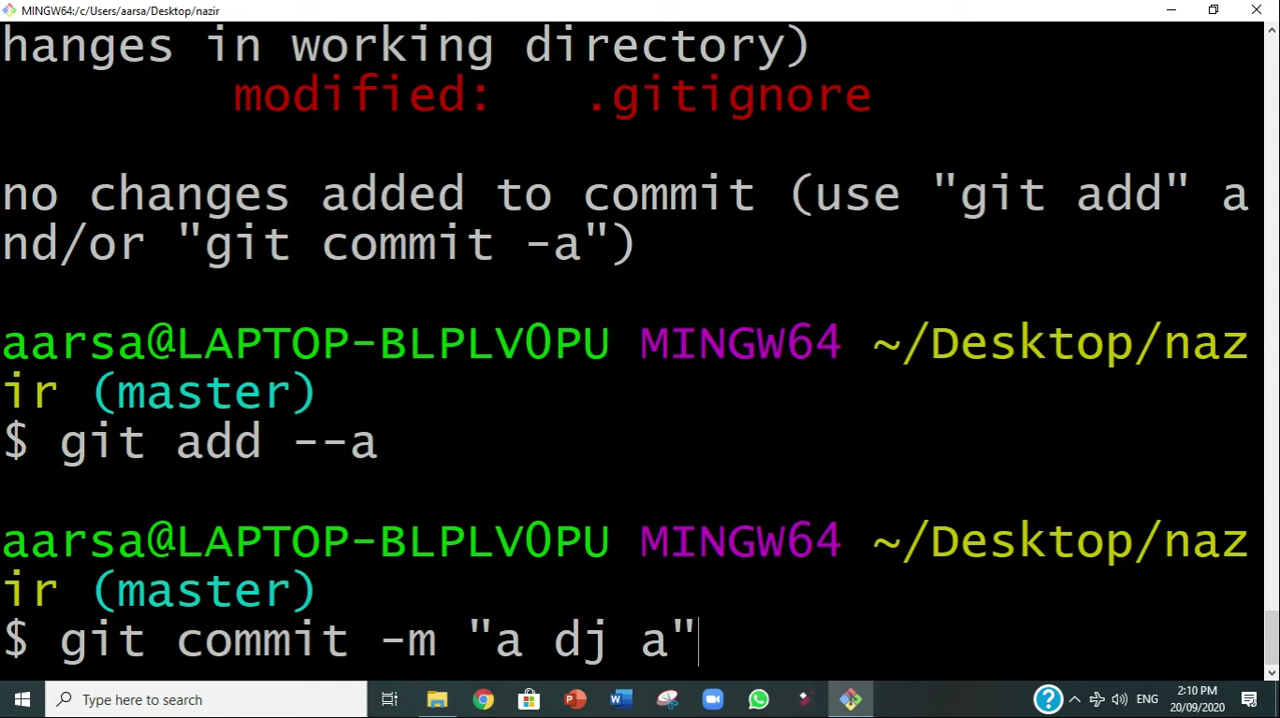 MINGW64:/c/Users/aarsa/Desktop/nazir
hanges in working directory)
modified: .gitignore
no changes added to commit (use "git add" a
nd/or "git commit -a")
aarsa@LAPTOP-BLPLV0PU MINGW64 ~/Desktop/naz
ir (master)
$ git add --a
aarsa@LAPTOP-BLPLV0PU MINGW64 ~/Desktop/naz
ir (master)
$ git commit -m "a dj a"
Type here to search
ENG
2:10 PM
20/09/2020